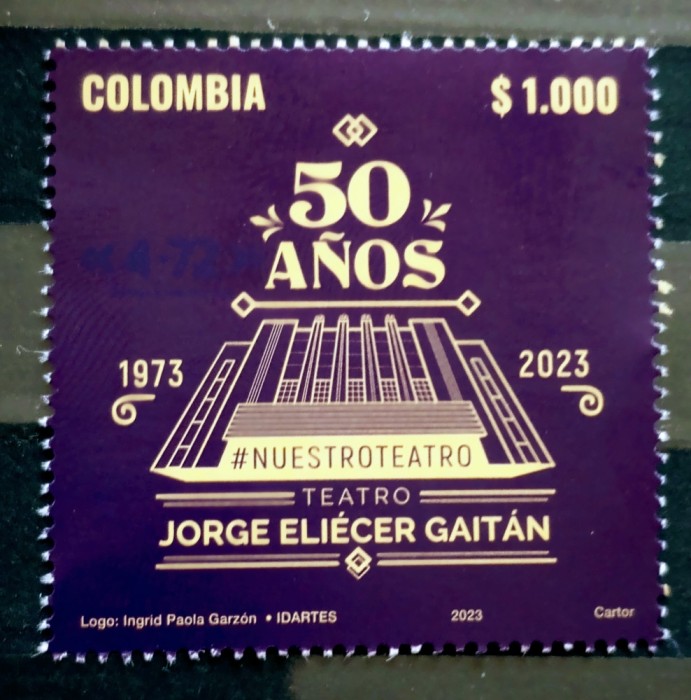 COLOMBIA $ 1.000
50
AÑOS
1973 2023
#NUESTROTEATRO
TEATRO
JORGE ELIÉCER GAITÁN
Logo: Ingrid Paola Garzón • IDARTES 2023 Cartor